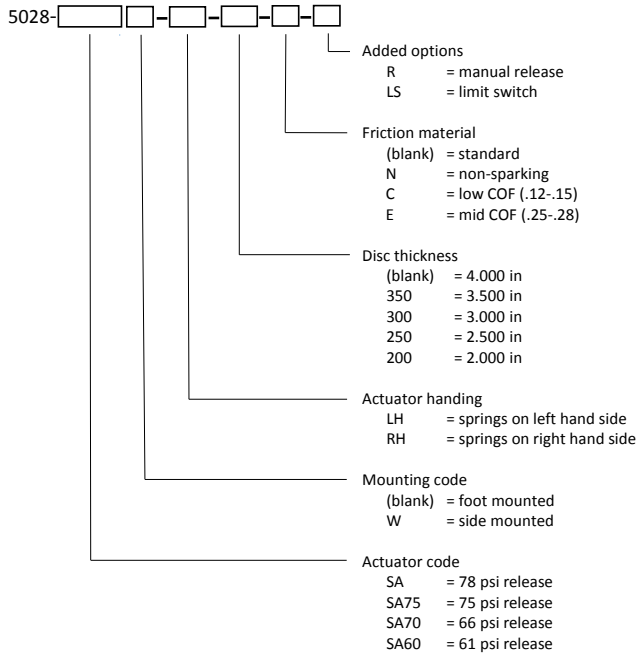 5028-
Added options
R = manual release
LS = limit switch
Friction material
(blank) = standard
N = non-sparking
C = low COF (.12-.15)
E = mid COF (.25-.28)
Disc thickness
(blank) = 4.000 in
350 = 3.500 in
300 = 3.000 in
250 = 2.500 in
200 = 2.000 in
Actuator handing
LH = springs on left hand side
RH = springs on right hand side
Mounting code
(blank) = foot mounted
W = side mounted
Actuator code
SA = 78 psi release
SA75 = 75 psi release
SA70 = 66 psi release
SA60 = 61 psi release